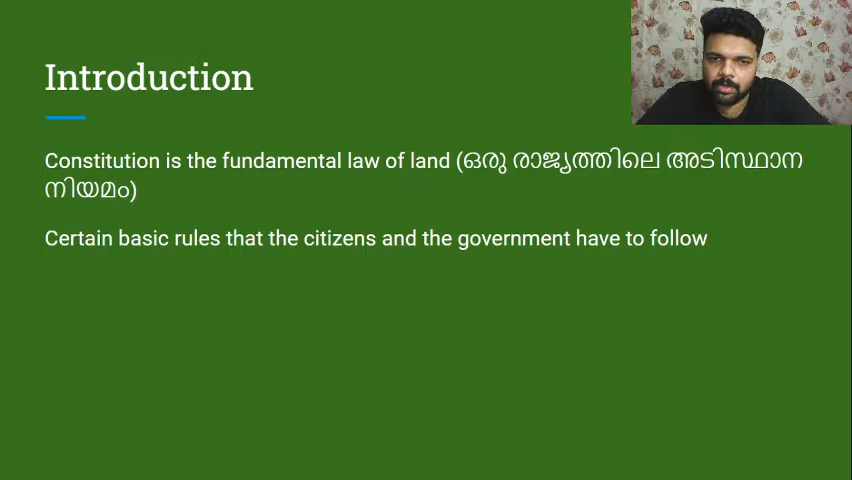 Introduction
Constitution is the fundamental law of land (ഒരു രാജ്യത്തിലെ അടിസ്ഥാന
നിയമം)
Certain basic rules that the citizens and the government have to follow